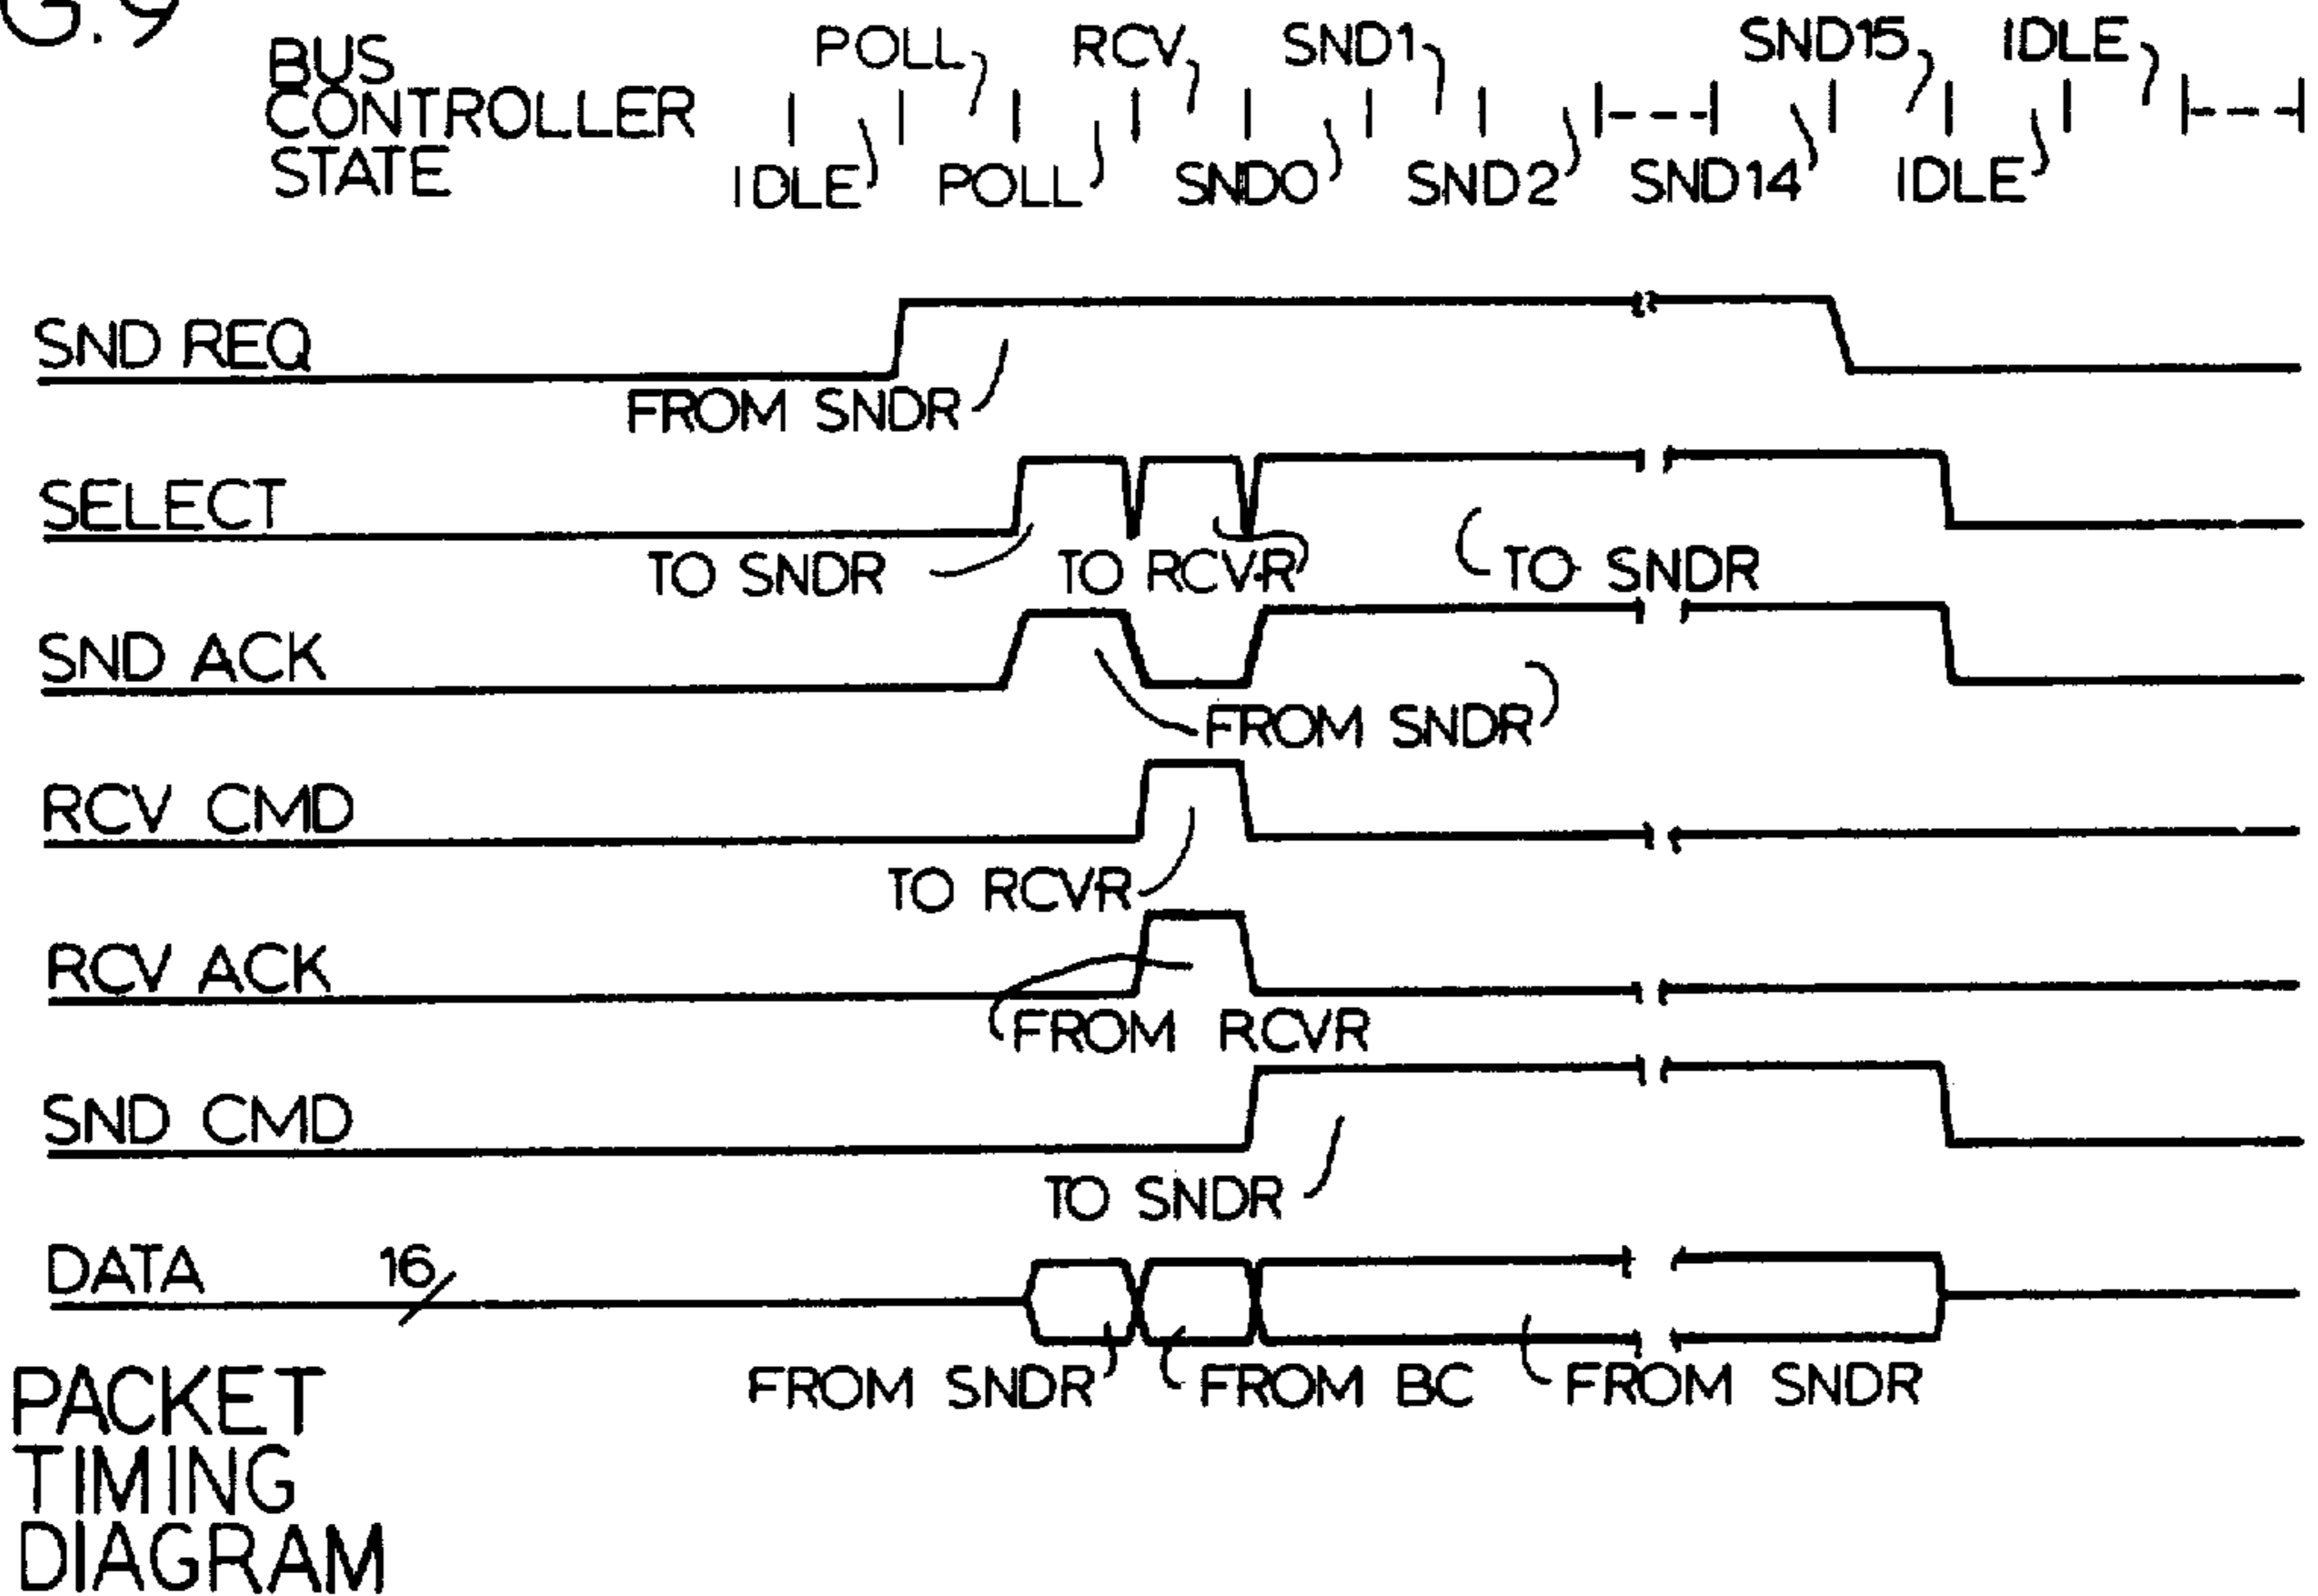 G.9
BUS
CONTROLLER
STATE
POLL
RCV
SND1
SND15
IDLE
IDLE
POLL
SND0
SND2
SND14
IDLE
SND REQ
FROM SNDR
SELECT
TO SNDR
TO RCVR
TO SNDR
SND ACK
FROM SNDR
RCV CMD
TO RCVR
RCV ACK
FROM RCVR
SND CMD
TO SNDR
DATA
16
FROM SNDR
FROM BC
FROM SNDR
PACKET
TIMING
DIAGRAM